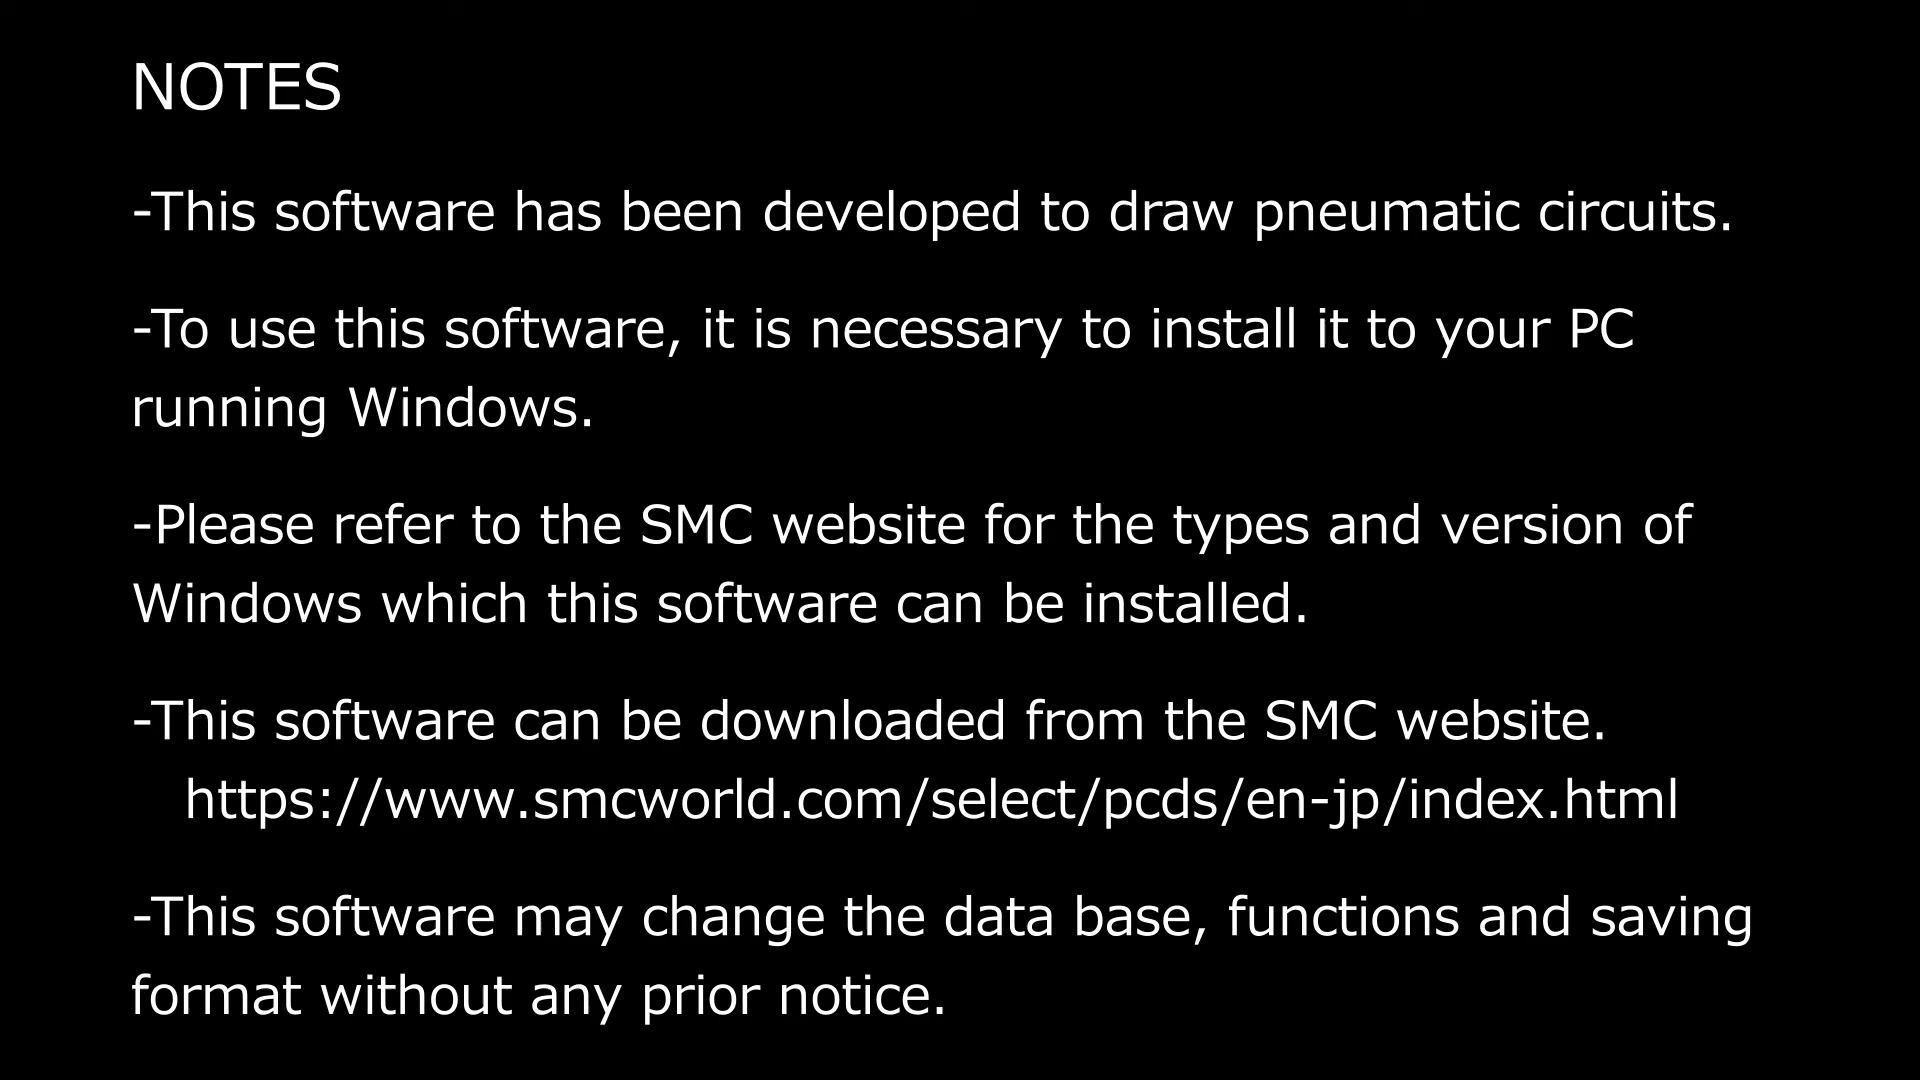 NOTES
-This software has been developed to draw pneumatic circuits.
-To use this software, it is necessary to install it to your PC
running Windows.
-Please refer to the SMC website for the types and version of
Windows which this software can be installed.
-This software can be downloaded from the SMC website.
https://www.smcworld.com/select/pcds/en-jp/index.html
-This software may change the data base, functions and saving
format without any prior notice.